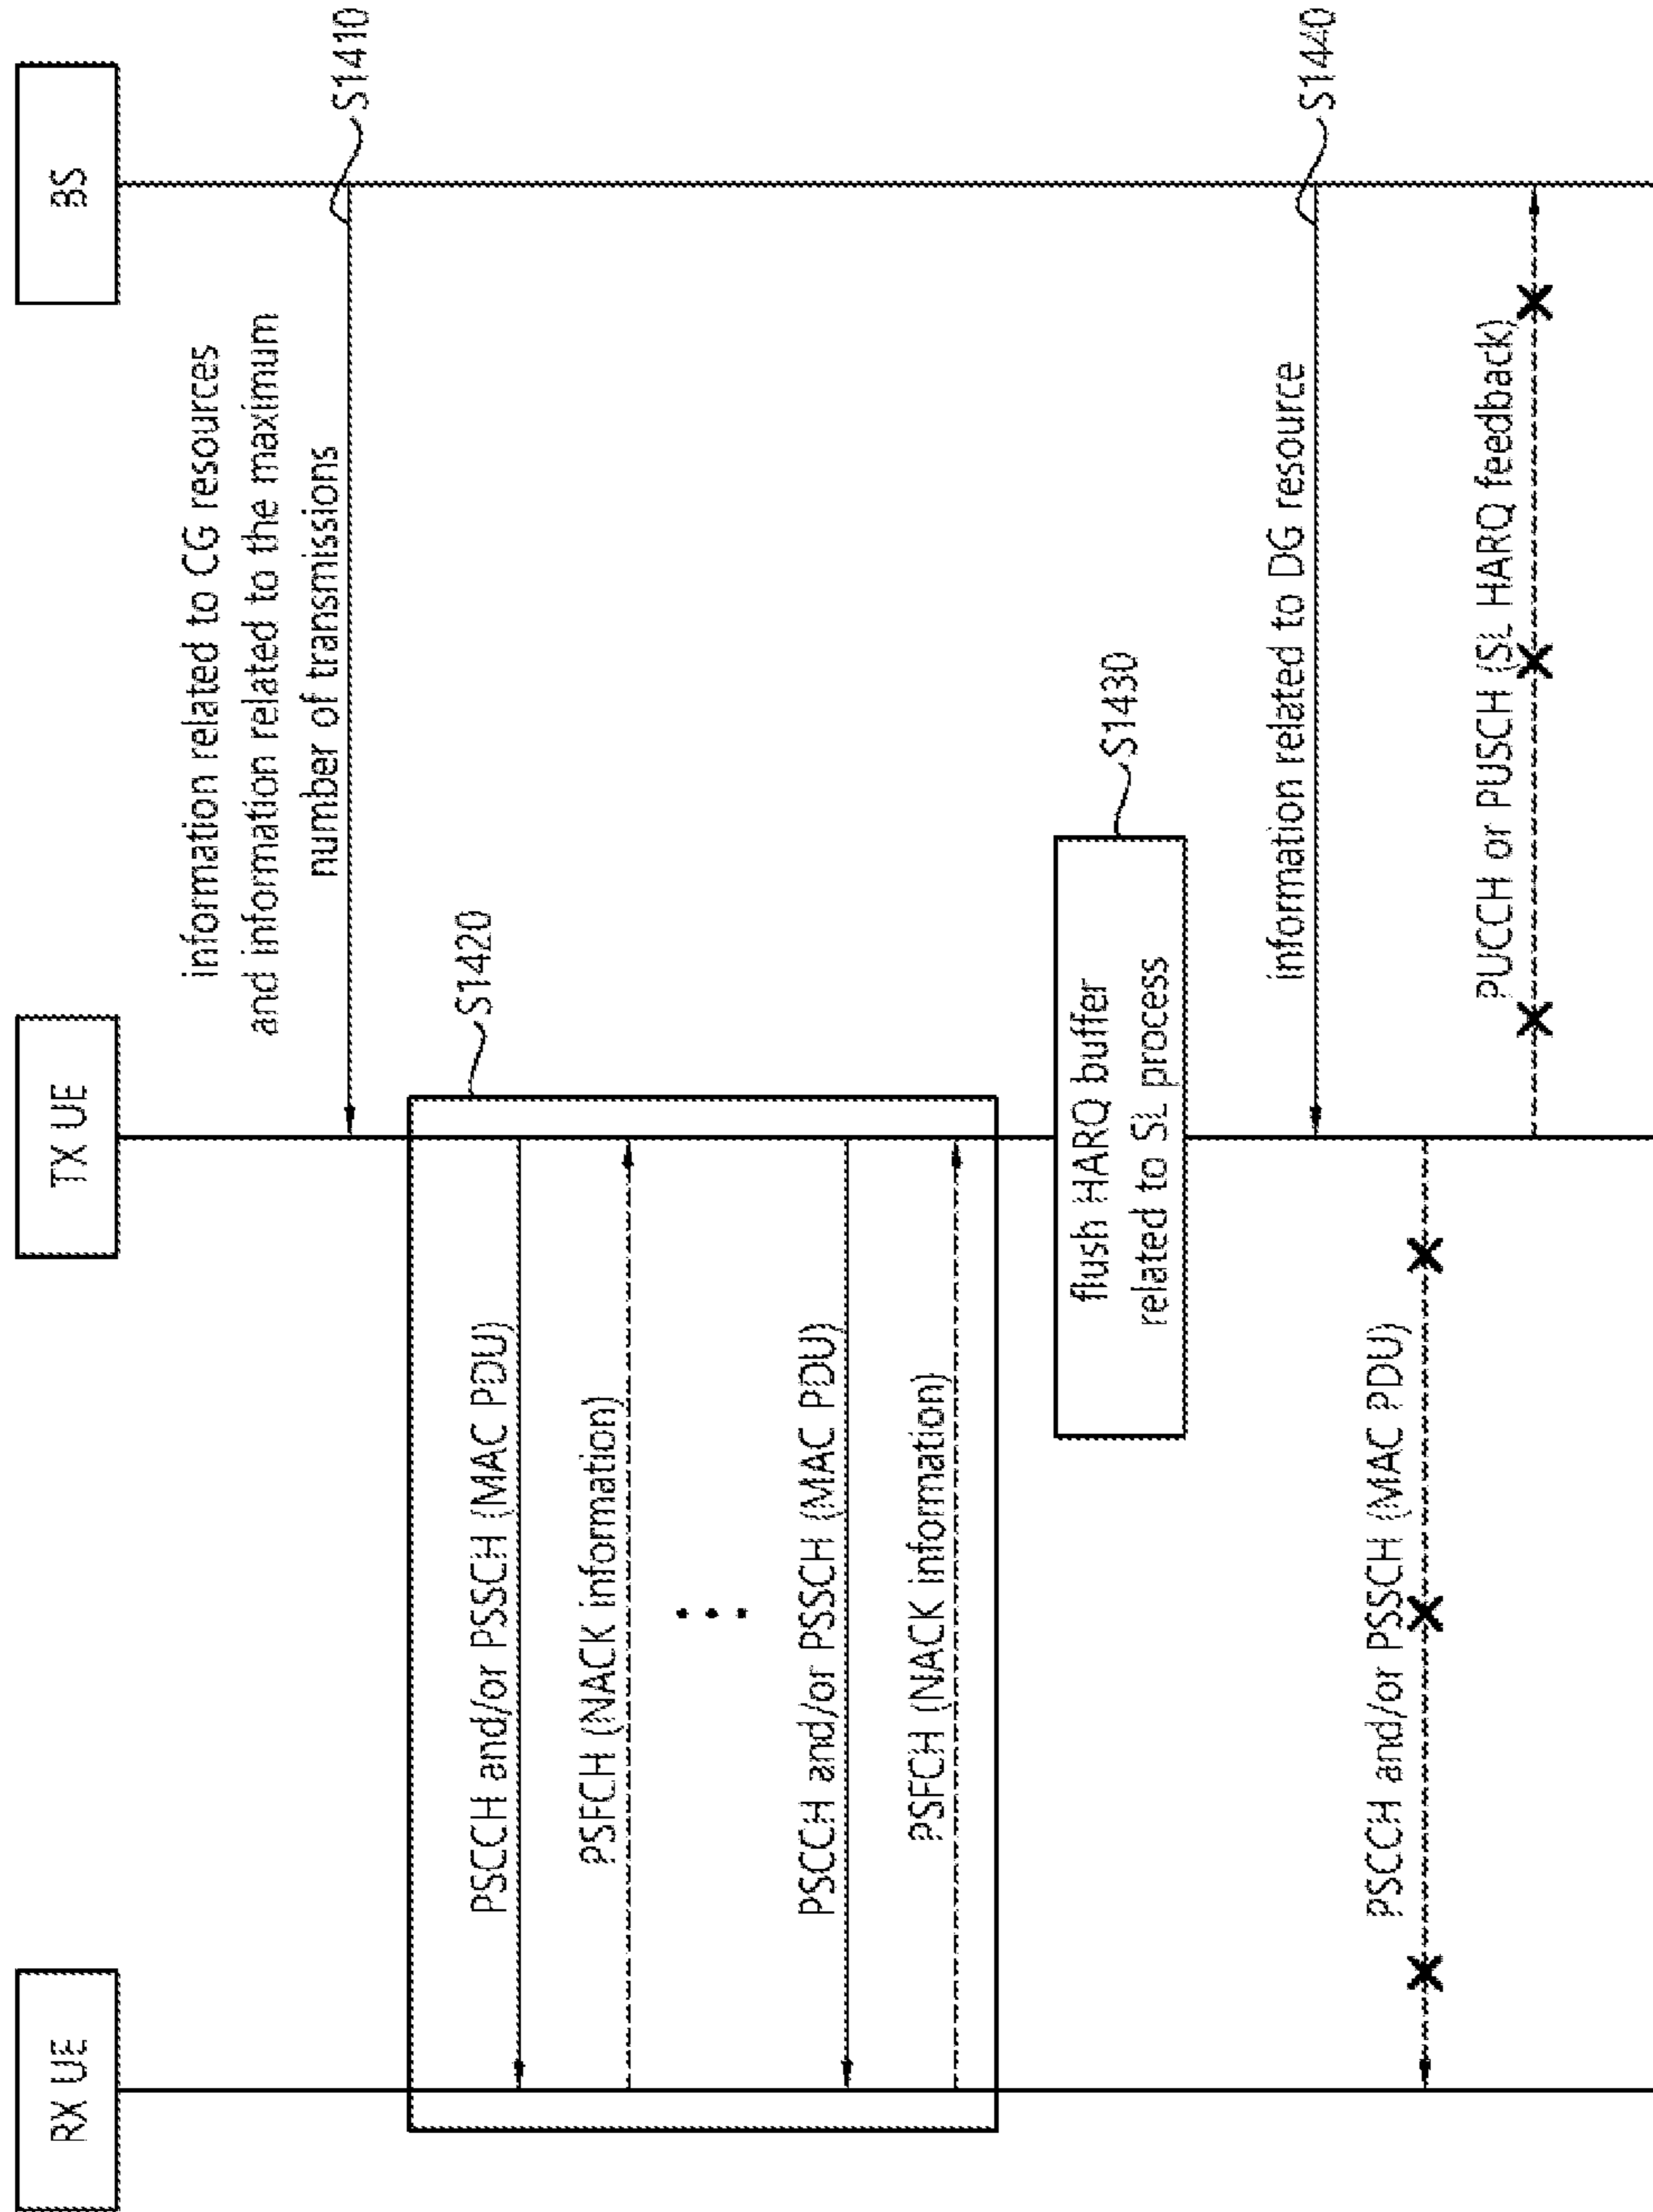 RX UE
TX UE
BS
information related to CG resources
and information related to the maximum
number of transmissions
S1410
S1420
PSCCH and/or PSSCH (MAC PDU)
PSFCH (NACK information)
PSCCH and/or PSSCH (MAC PDU)
PSFCH (NACK information)
flush HARQ buffer
related to SL process
S1430
information related to DG resource
S1440
PSCCH and/or PSSCH (MAC PDU)
PUCCH or PUSCH (SL HARQ feedback)